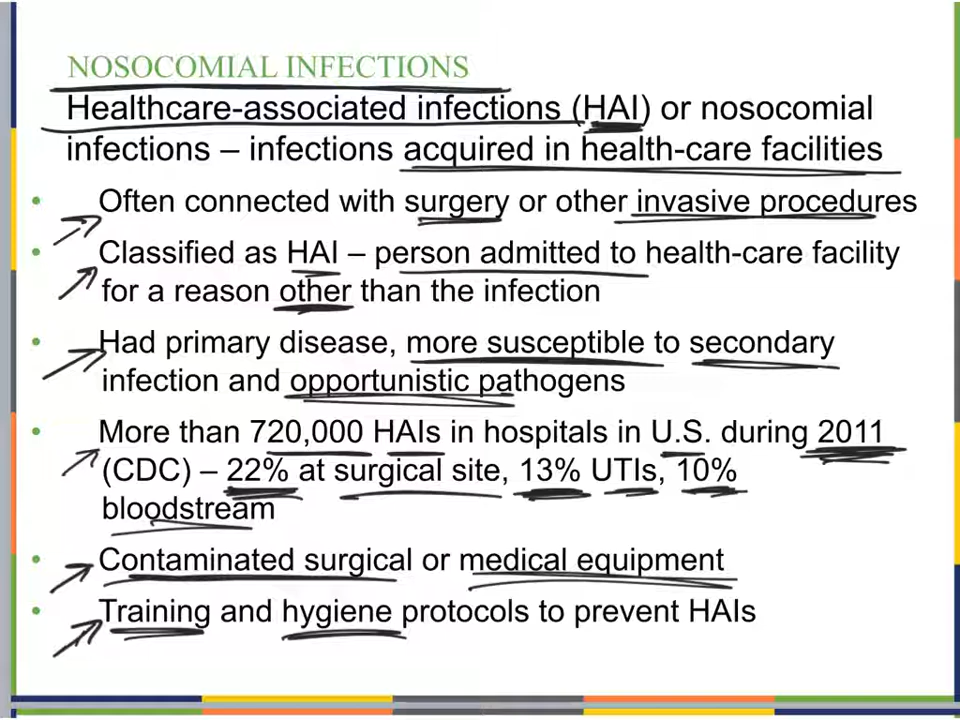 NOSOCOMIAL INFECTIONS
Healthcare-associated infections (HAI) or nosocomial
infections – infections acquired in health-care facilities
• Often connected with surgery or other invasive procedures
• Classified as HAI – person admitted to health-care facility
for a reason other than the infection
• Had primary disease, more susceptible to secondary
infection and opportunistic pathogens
• More than 720,000 HAIs in hospitals in U.S. during 2011
(CDC) – 22% at surgical site, 13% UTIs, 10%
bloodstream
• Contaminated surgical or medical equipment
• Training and hygiene protocols to prevent HAIs